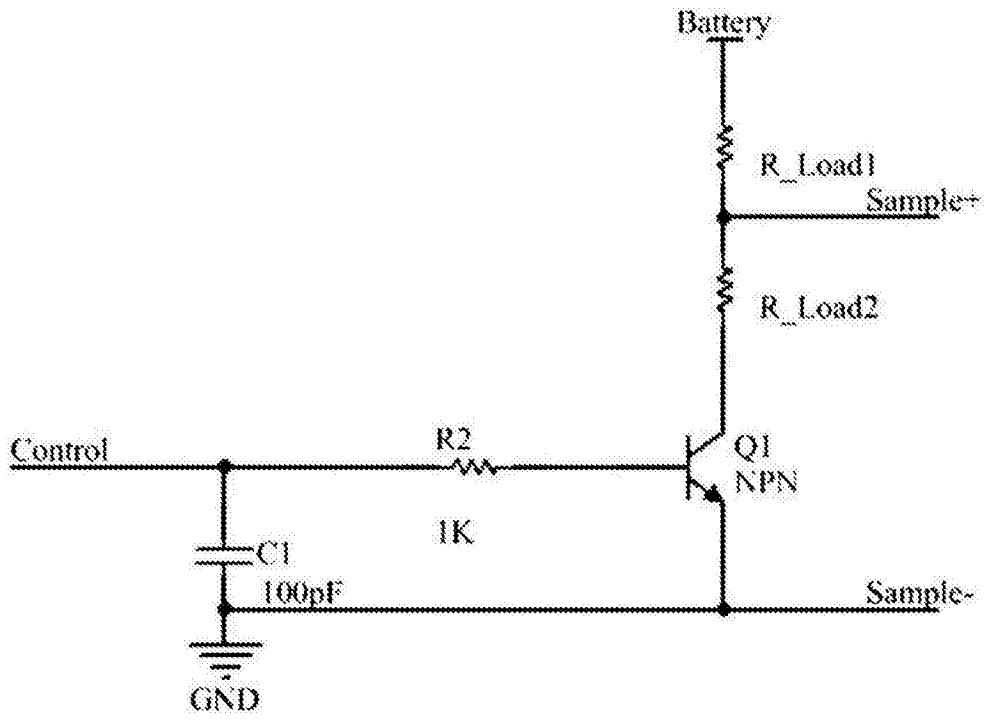 Battery
R_Load1
Sample+
R_Load2
Control
R2
Q1
NPN
1K
C1
100pF
Sample-
GND